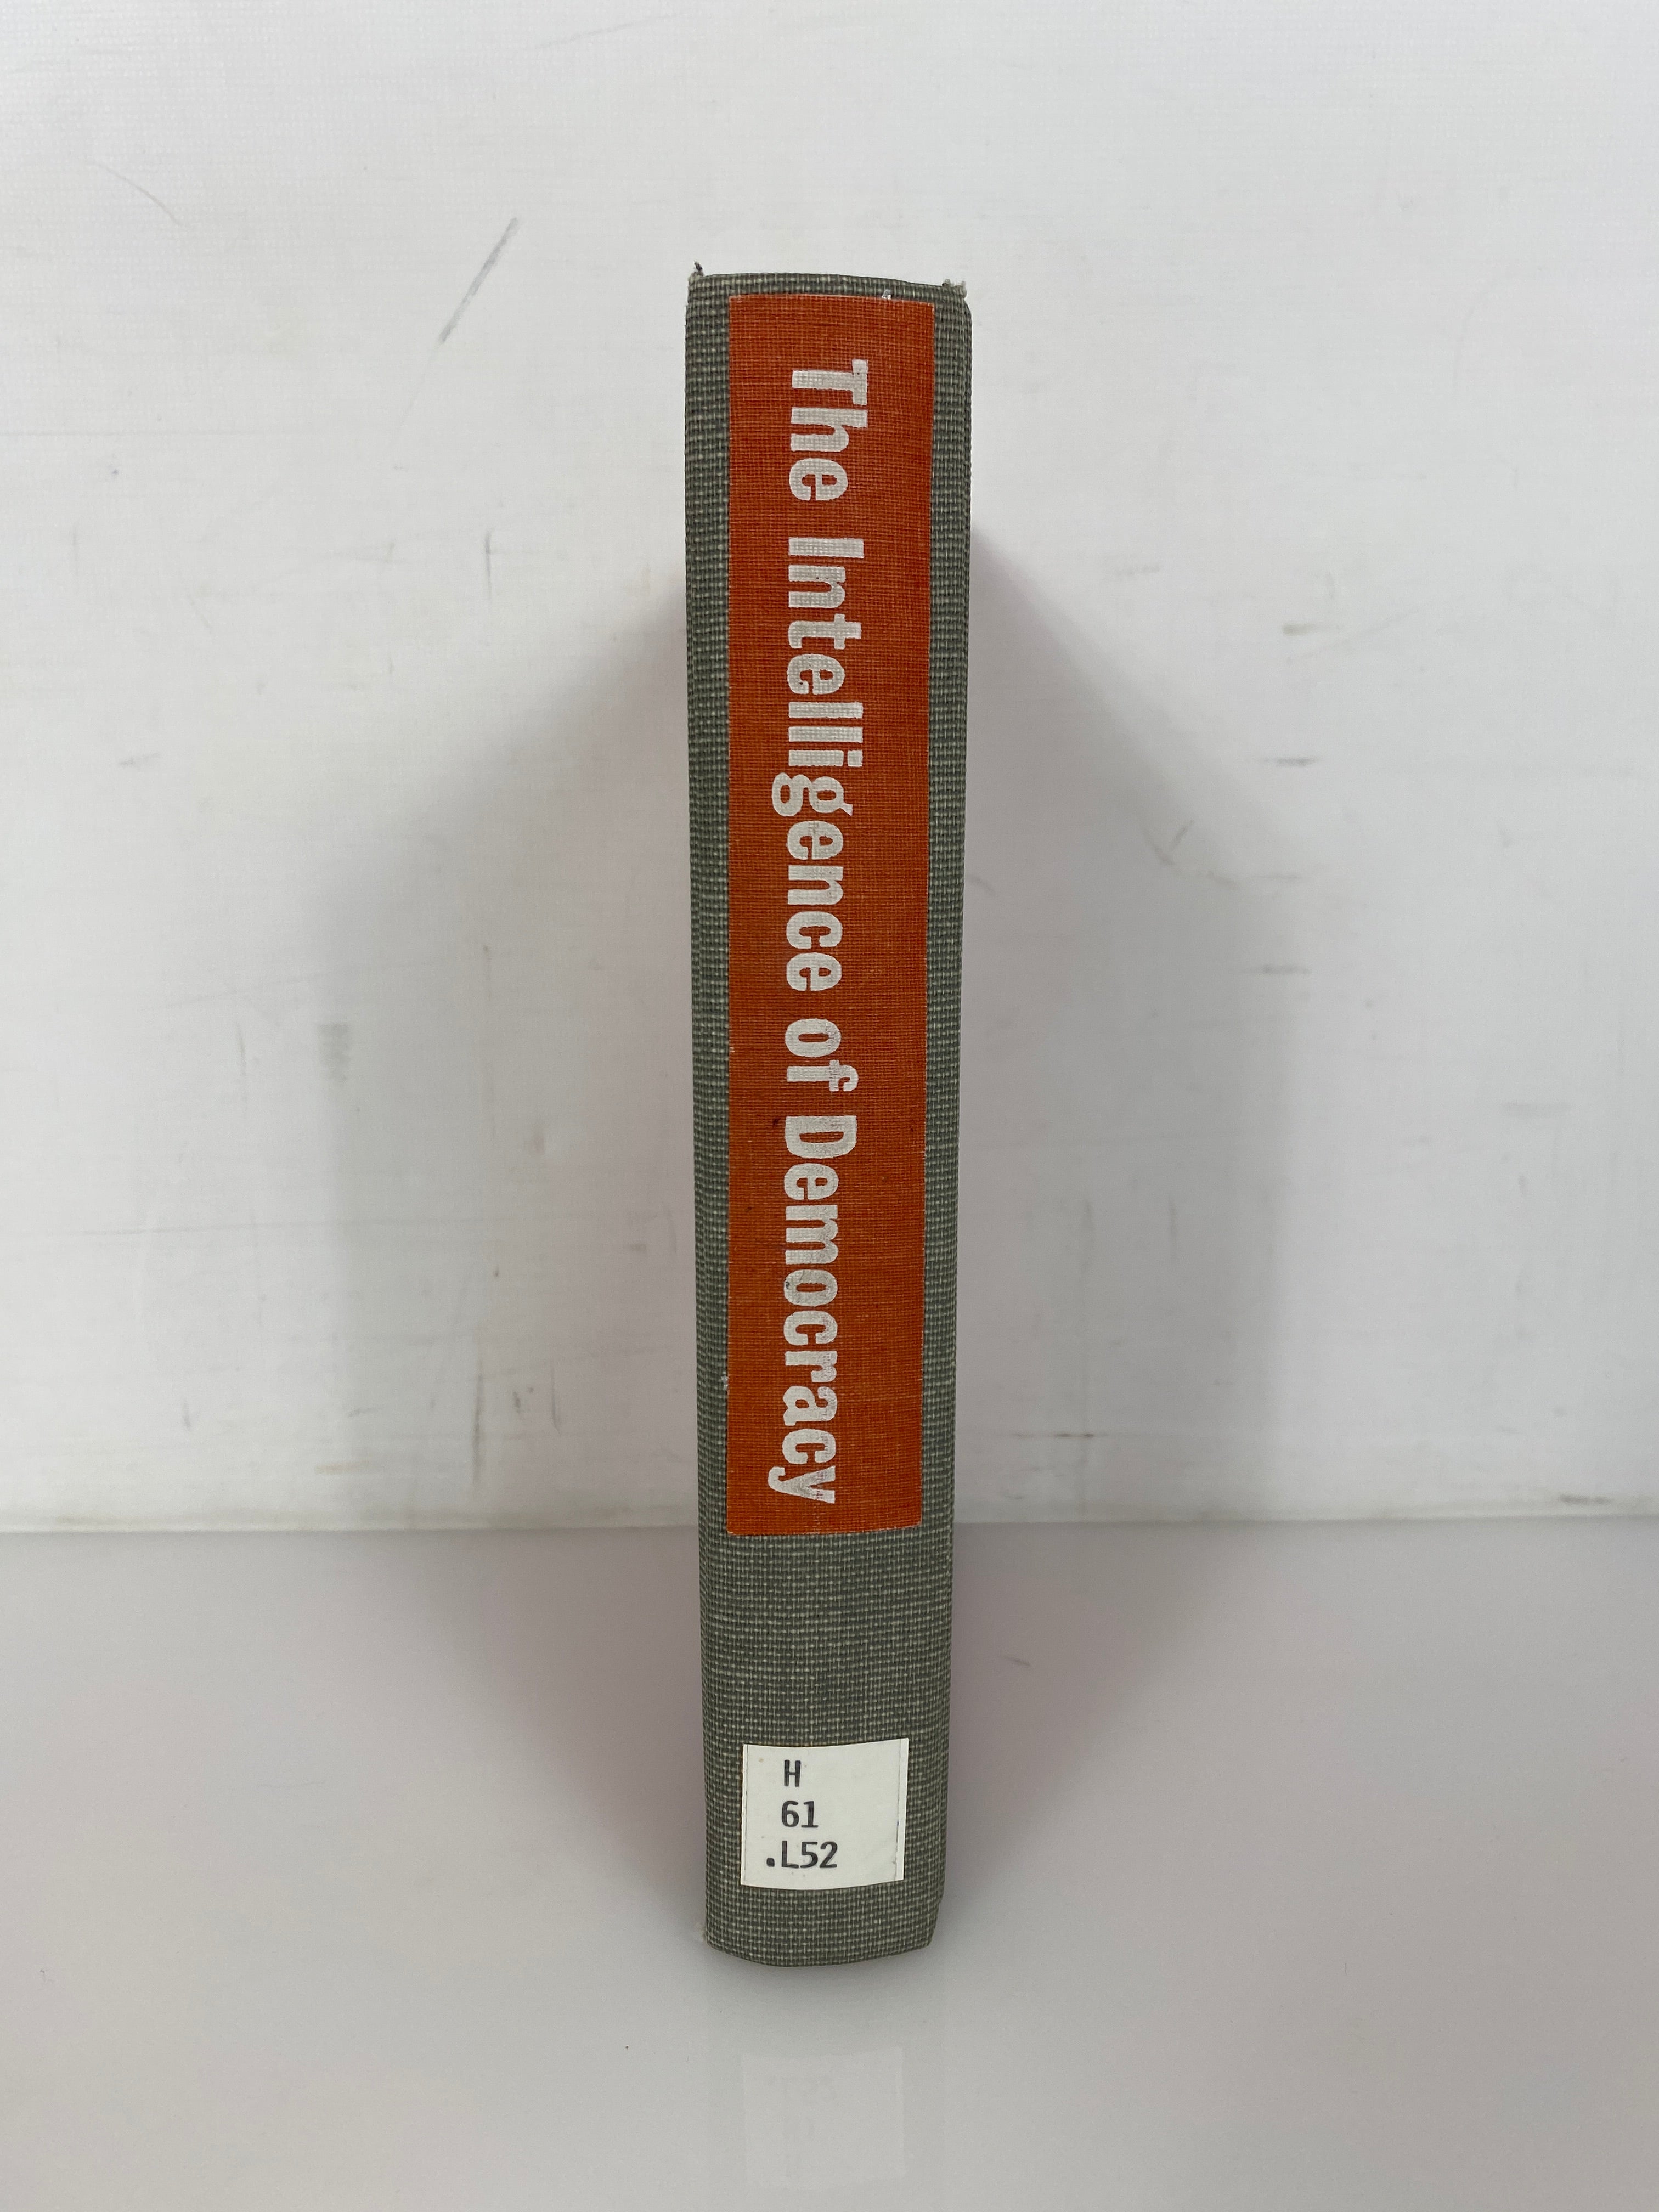 The Intelligence of Democracy
H
61
.L52